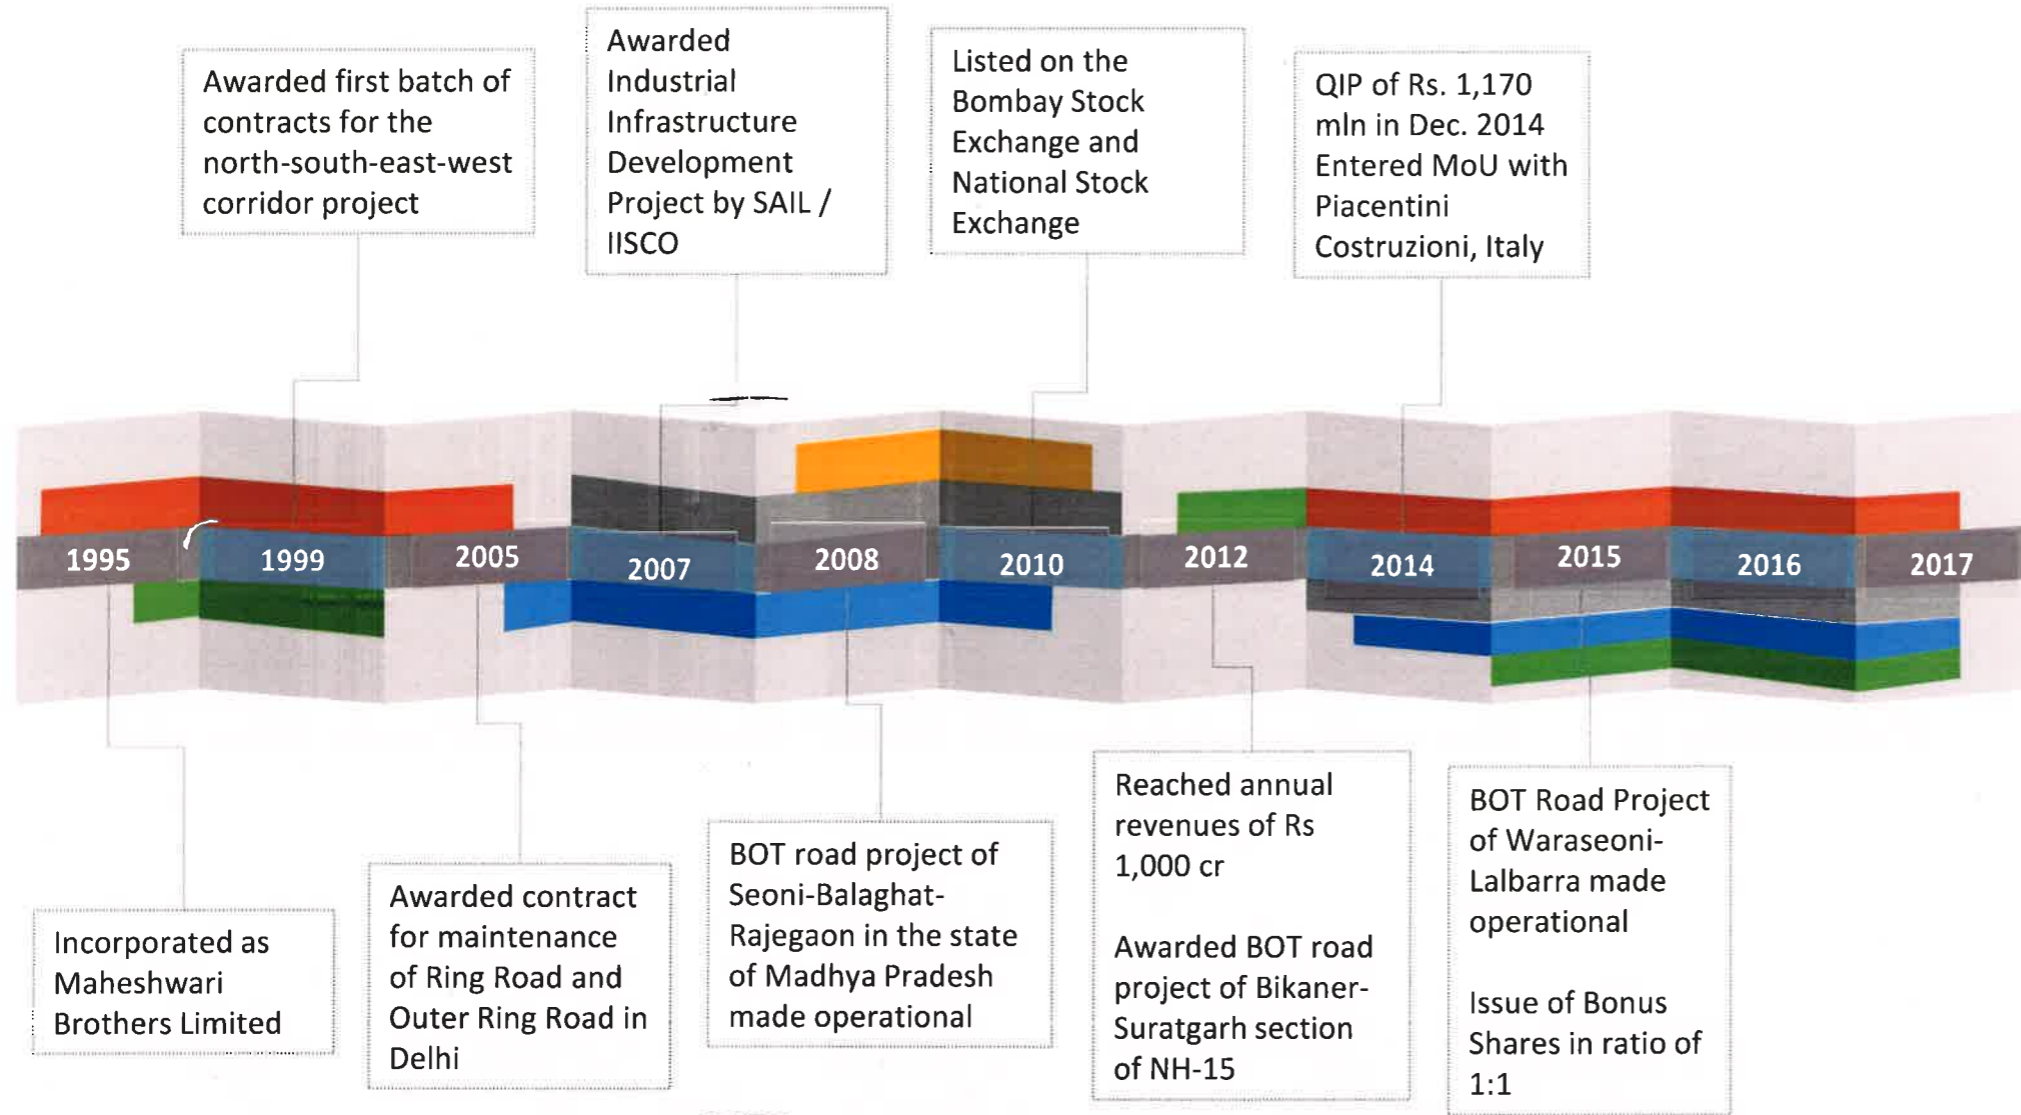 Awarded first batch of
contracts for the
north-south-east-west
corridor project
Awarded
Industrial
Infrastructure
Development
Project by SAIL /
IISCO
Listed on the
Bombay Stock
Exchange and
National Stock
Exchange
QIP of Rs. 1,170
mln in Dec. 2014
Entered MoU with
Piacentini
Costruzioni, Italy
1995
1999
2005
2007
2008
2010
2012
2014
2015
2016
2017
Incorporated as
Maheshwari
Brothers Limited
Awarded contract
for maintenance
of Ring Road and
Outer Ring Road in
Delhi
BOT road project of
Seoni-Balaghat-
Rajegaon in the state
of Madhya Pradesh
made operational
Reached annual
revenues of Rs
1,000 cr
Awarded BOT road
project of Bikaner-
Suratgarh section
of NH-15
BOT Road Project
of Waraseoni-
Lalbarra made
operational
Issue of Bonus
Shares in ratio of
1:1